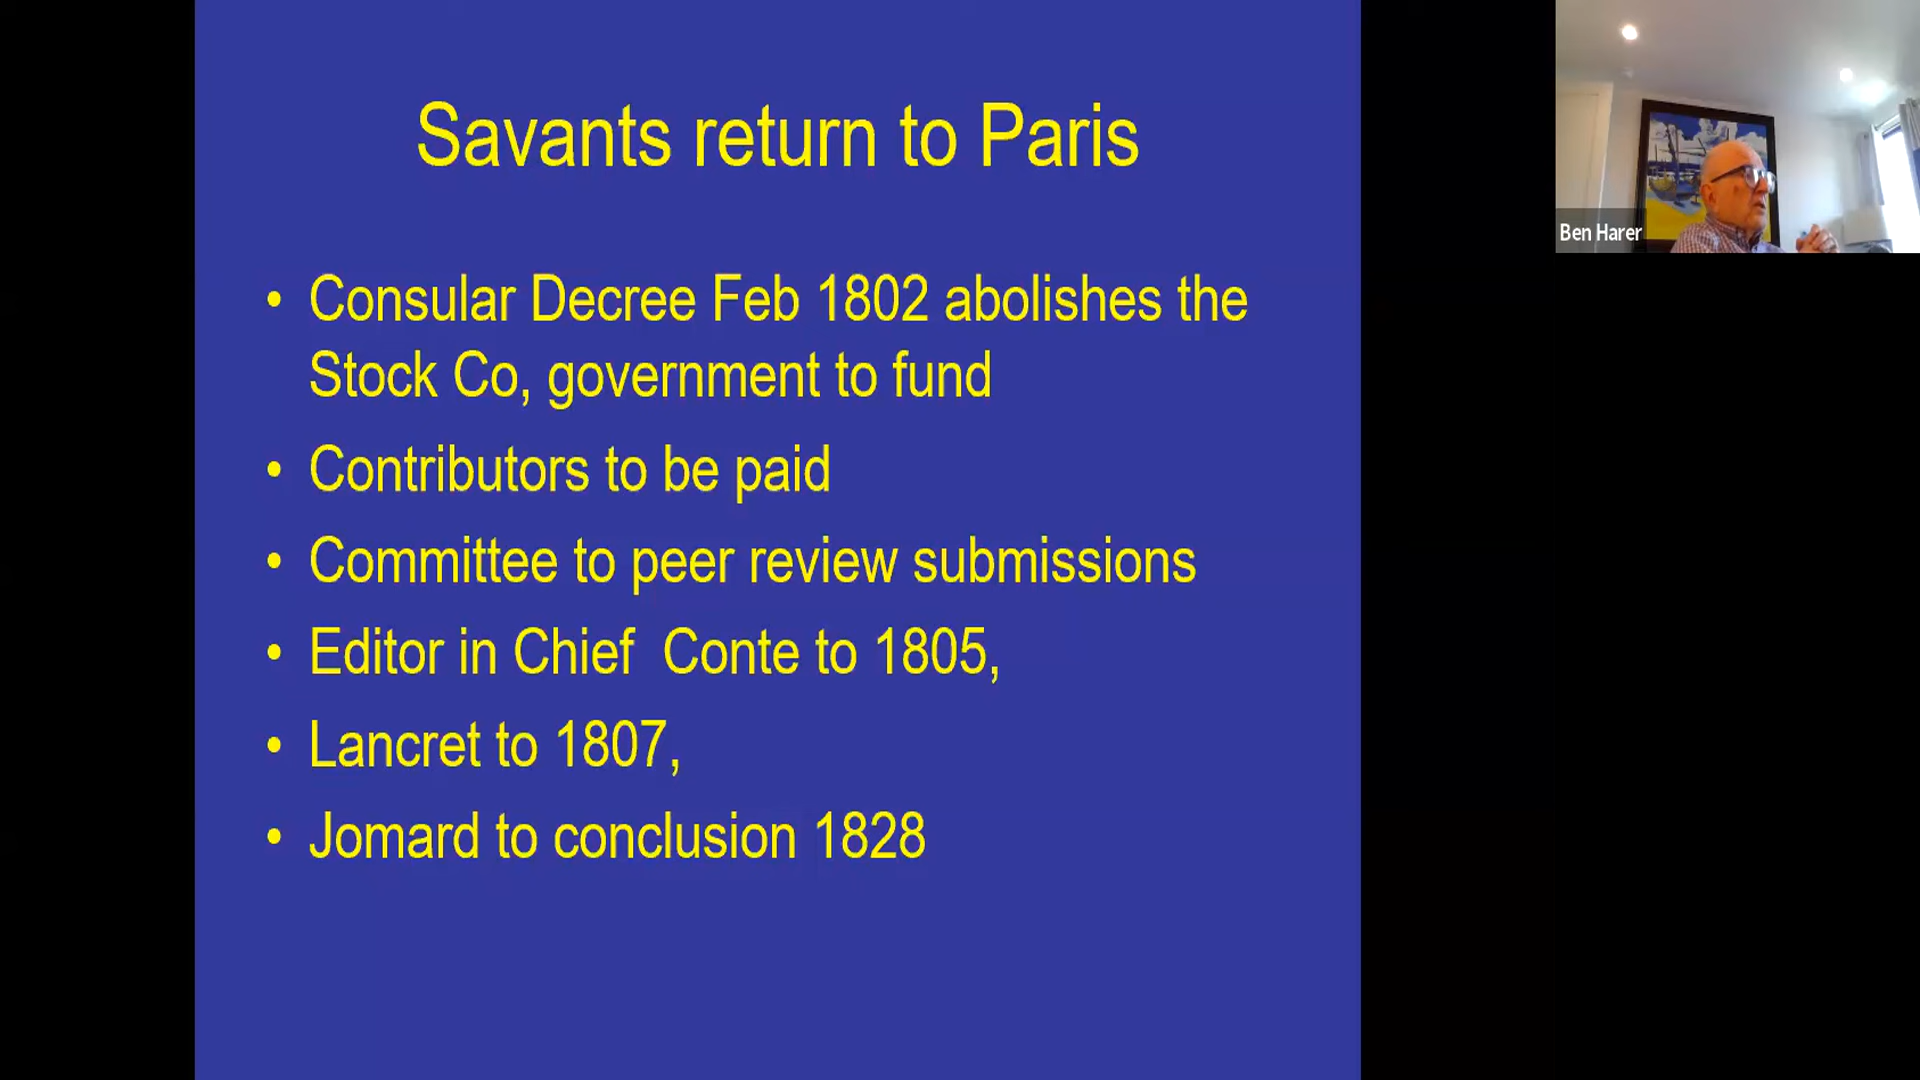 Savants return to Paris
• Consular Decree Feb 1802 abolishes the
Stock Co, government to fund
• Contributors to be paid
• Committee to peer review submissions
• Editor in Chief  Conte to 1805,
• Lancret to 1807,
• Jomard to conclusion 1828
Ben Harer